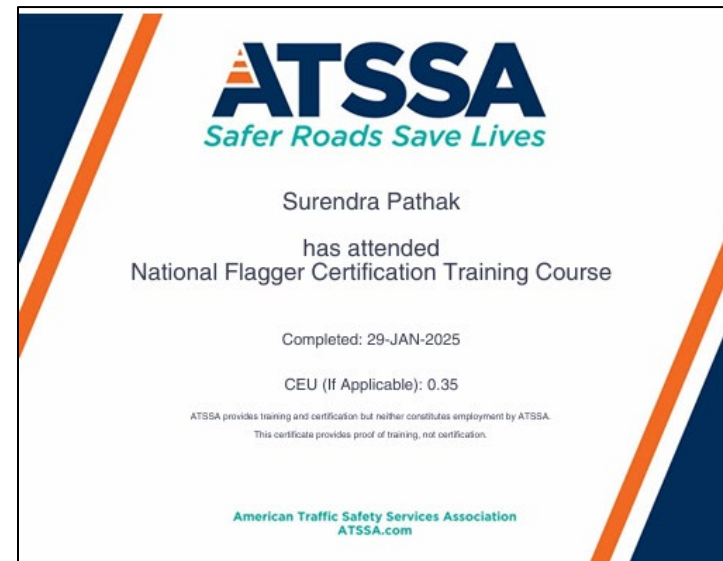 ATSSA
Safer Roads Save Lives
Surendra Pathak
has attended
National Flagger Certification Training Course
Completed: 29-JAN-2025
CEU (If Applicable): 0.35
ATSSA provides training and certification but neither constitutes employment by ATSSA.
This certificate provides proof of training, not certification.
American Traffic Safety Services Association
ATSSA.com